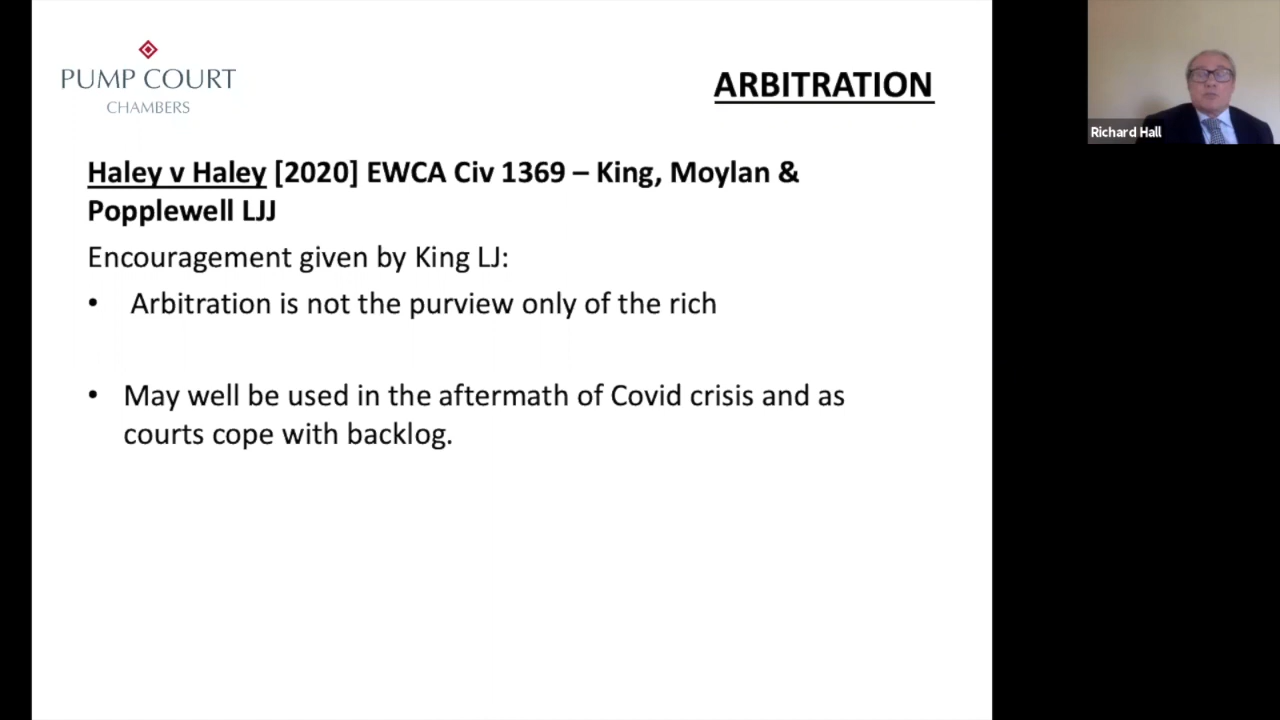 PUMP COURT
CHAMBERS
ARBITRATION
Richard Hall
Haley v Haley [2020] EWCA Civ 1369 – King, Moylan &
Popplewell LJJ
Encouragement given by King LJ:
• Arbitration is not the purview only of the rich
• May well be used in the aftermath of Covid crisis and as
courts cope with backlog.